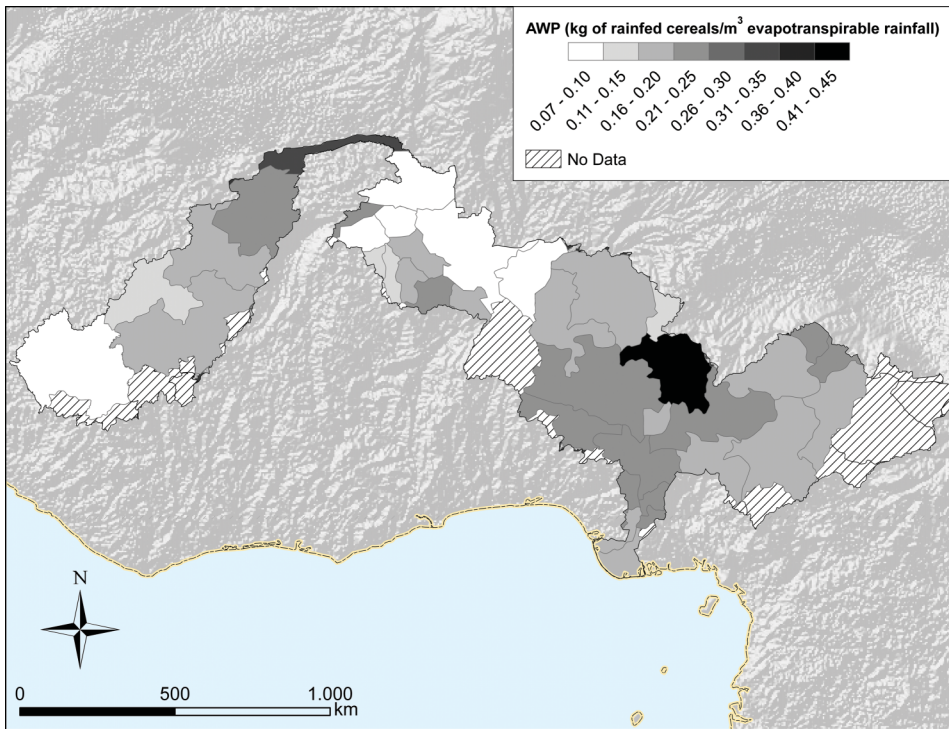 AWP (kg of rainfed cereals/m³ evapotranspirable rainfall)
0.07 - 0.10
0.11 - 0.15
0.16 - 0.20
0.21 - 0.25
0.26 - 0.30
0.31 - 0.35
0.36 - 0.40
0.41 - 0.45
No Data
N
0 500 1.000
km